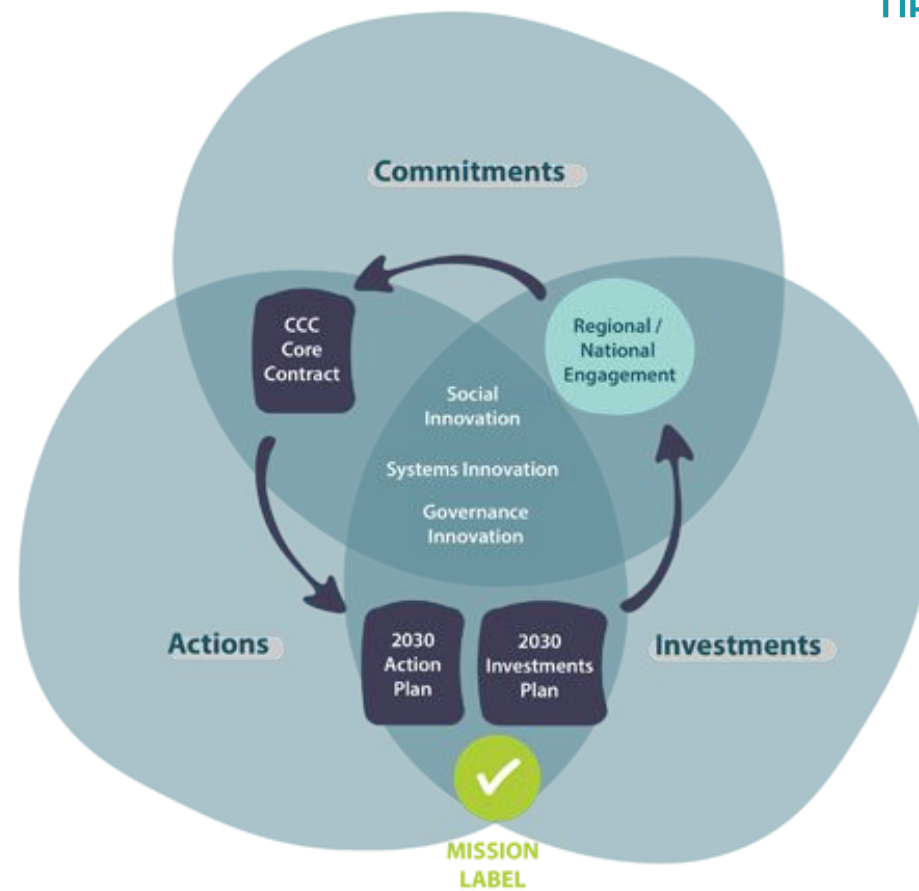 Commitments
CCC
Core
Contract
Regional /
National
Engagement
Social
Innovation
Systems Innovation
Governance
Innovation
Actions
2030
Action
Plan
2030
Investments
Plan
Investments
MISSION
LABEL